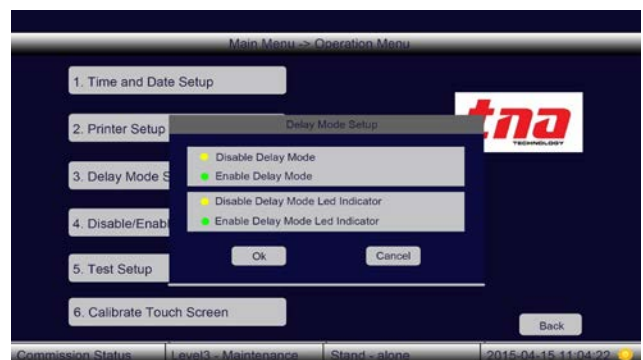 Main Menu -> Operation Menu
1. Time and Date Setup
2. Printer Setup
3. Delay Mode S
4. Disable/Enabl
5. Test Setup
6. Calibrate Touch Screen
tna
TECHNOLOGY
Delay Mode Setup
Disable Delay Mode
Enable Delay Mode
Disable Delay Mode Led Indicator
Enable Delay Mode Led Indicator
Ok Cancel
Back
Commission Status Level3 - Maintenance Stand - alone 2015-04-15 11:04:22